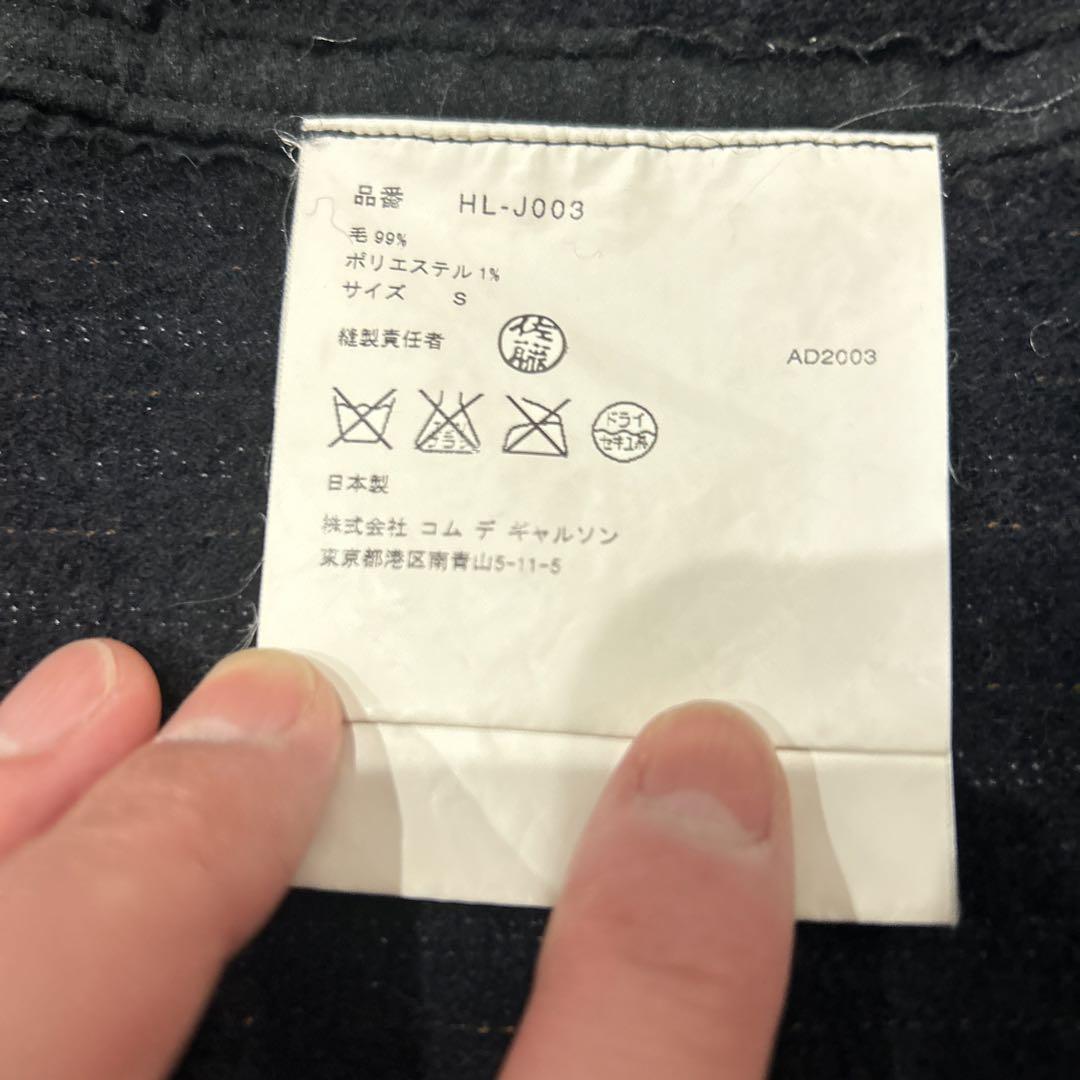 品番 HL-J003
毛 99%
ポリエステル 1%
サイズ S
縫製責任者 佐藤
AD2003
エンソ
ドライ
セキユ系
日本製
株式会社 コム デ ギャルソン
東京都港区南青山5-11-5